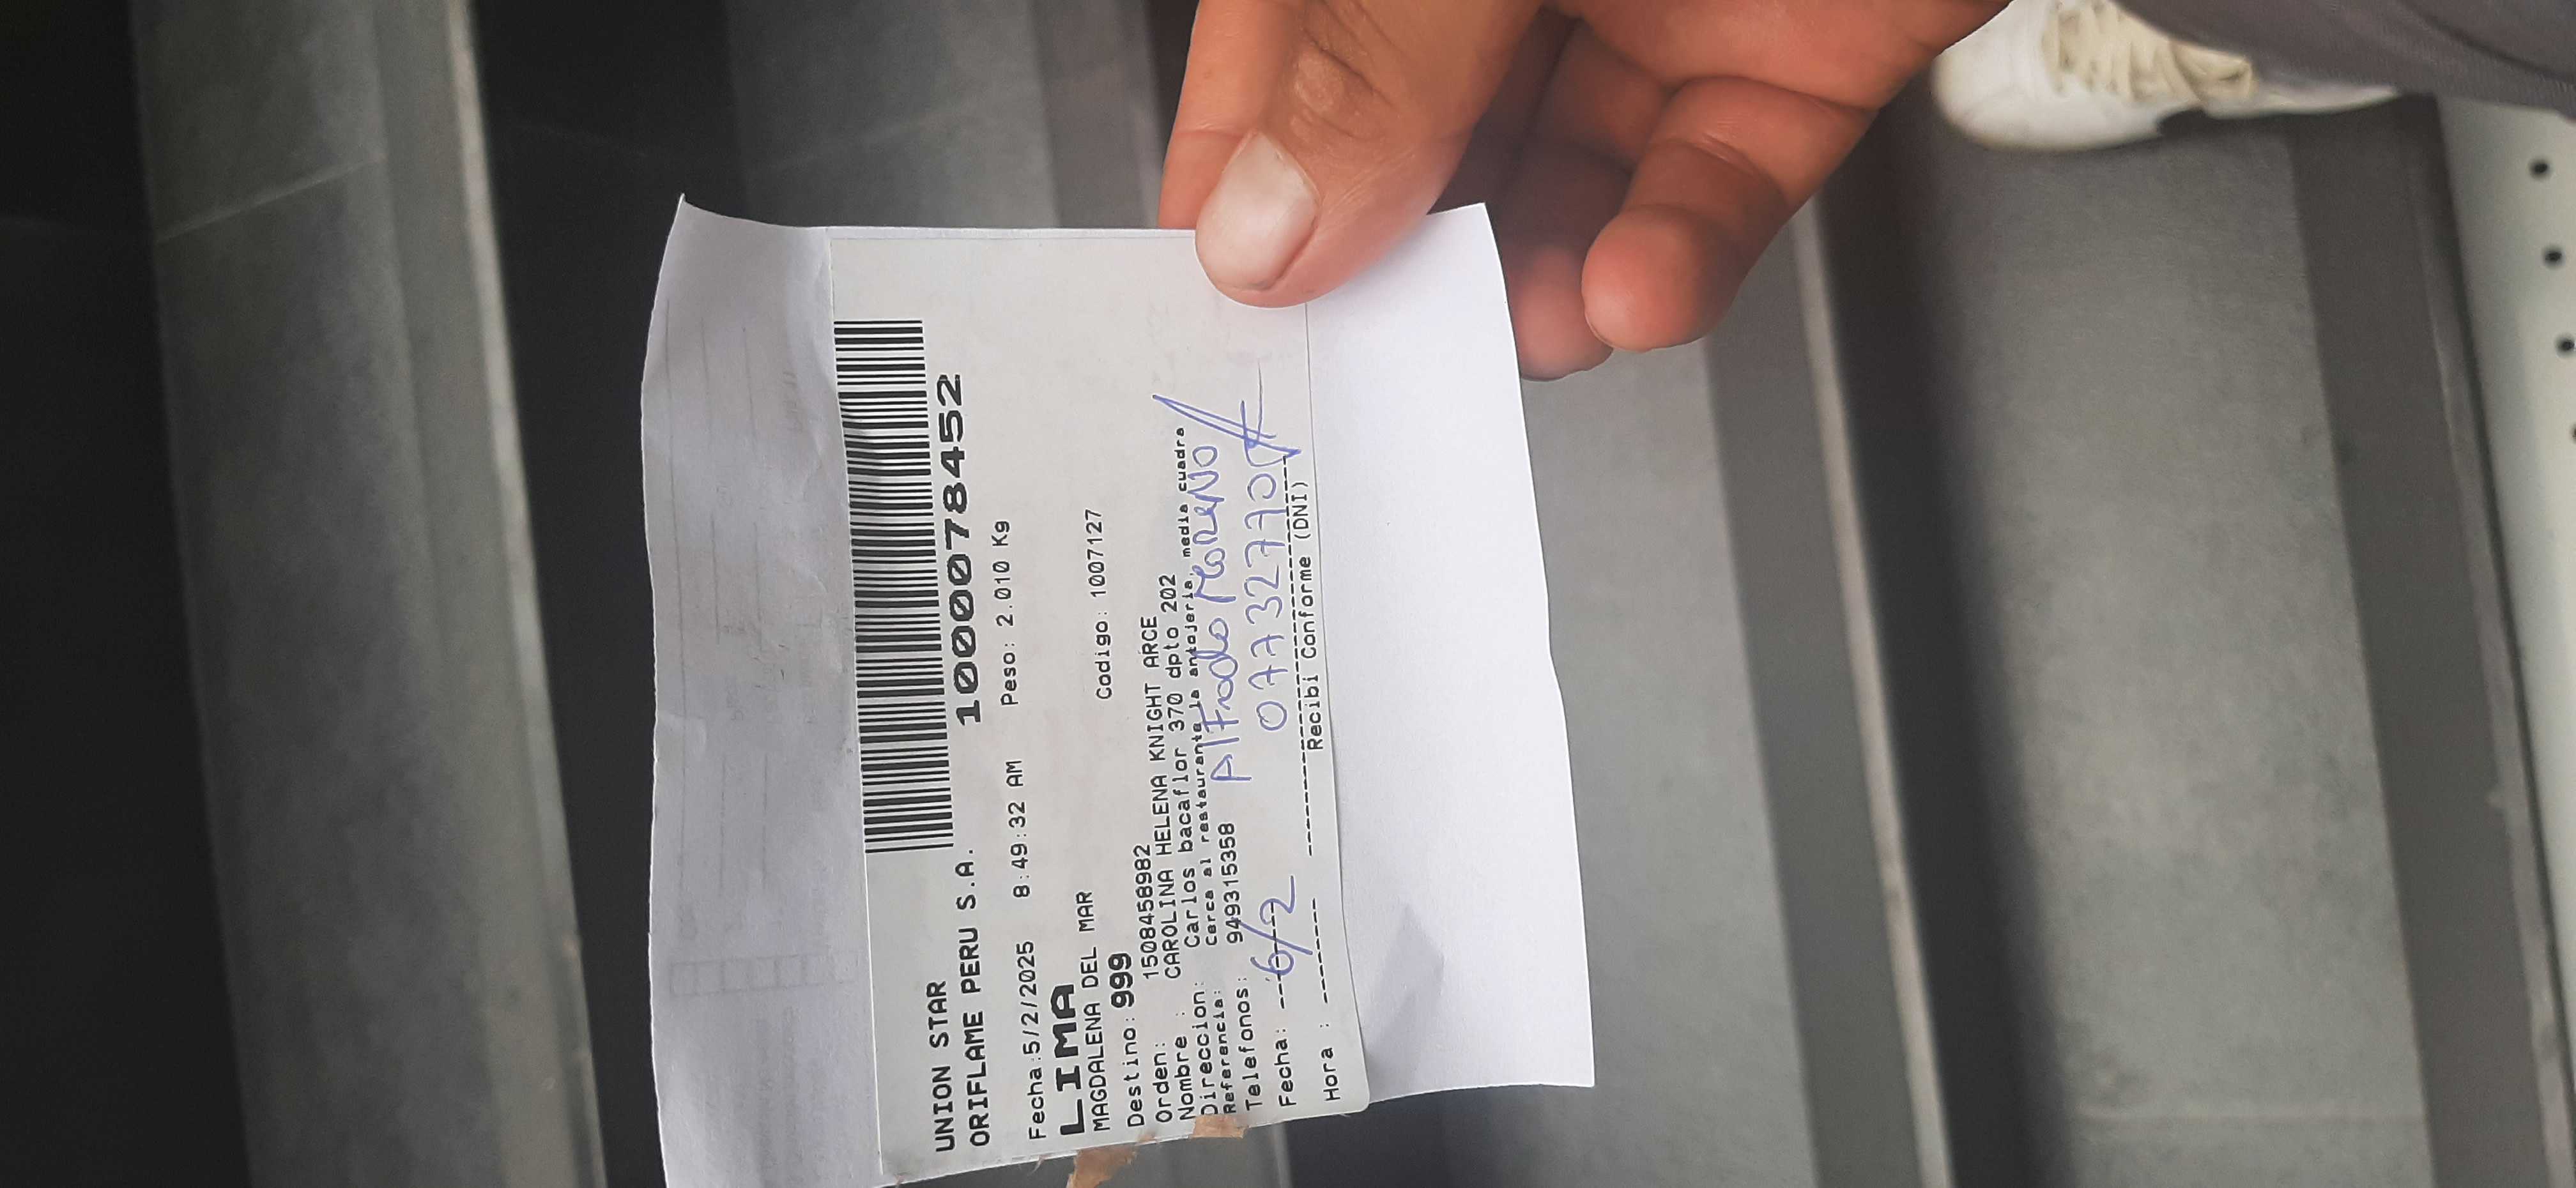 UNION STAR
ORIFLAME PERU S.A. 10000784452
Fecha:5/2/2025 8:49:32 AM Peso: 2.010 Kg
LIMA
MAGDALENA DEL MAR
Destino: 999 Codigo: 1007127
Orden: 1508458982
Nombre : CAROLINA HELENA KNIGHT ARCE
Direccion: Carlos bacaflor 370 dpto 202
Referencia: Cerca al restaurante la antojeria, media cuadra
Telefonos: 949315358 Alfredo Moreno
Fecha: 6/2 07732770
Hora : Recibi Conforme (DNI)